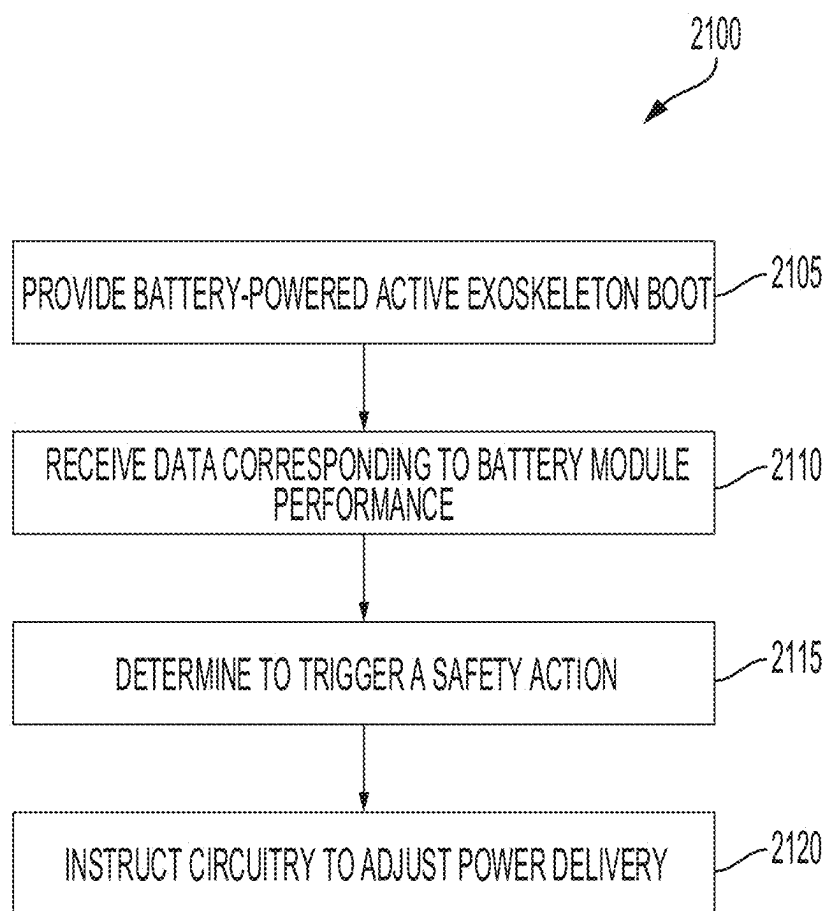 2100
PROVIDE BATTERY-POWERED ACTIVE EXOSKELETON BOOT
2105
RECEIVE DATA CORRESPONDING TO BATTERY MODULE
PERFORMANCE
2110
DETERMINE TO TRIGGER A SAFETY ACTION
2115
INSTRUCT CIRCUITRY TO ADJUST POWER DELIVERY
2120